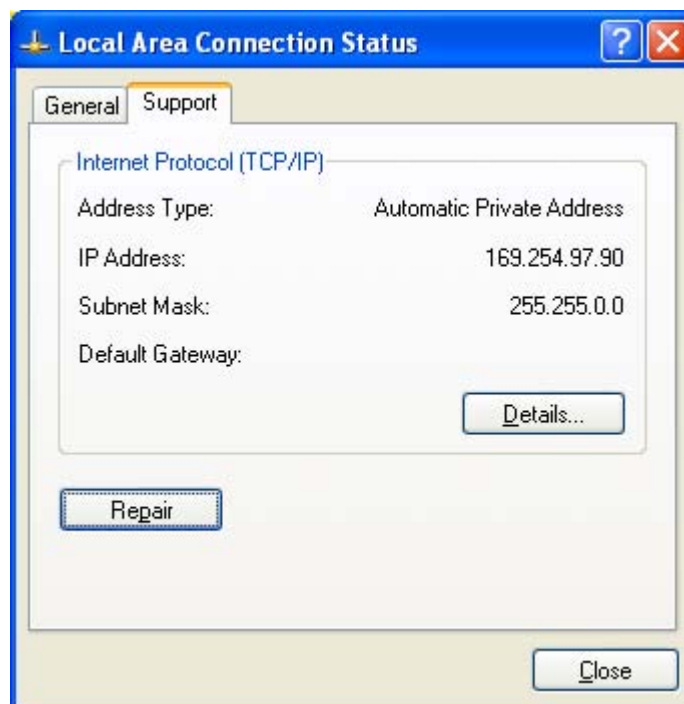 Local Area Connection Status
General Support
Internet Protocol (TCP/IP)
Address Type: Automatic Private Address
IP Address: 169.254.97.90
Subnet Mask: 255.255.0.0
Default Gateway:
Details...
Repair
Close